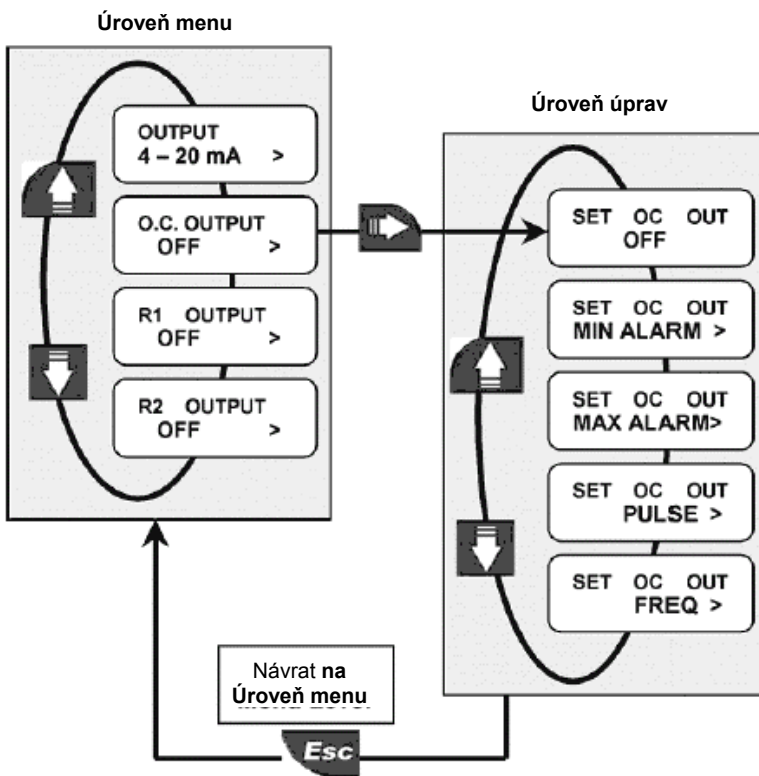 Úroveň menu
OUTPUT
4 – 20 mA >
O.C. OUTPUT
OFF >
R1 OUTPUT
OFF >
R2 OUTPUT
OFF >
Úroveň úprav
SET OC OUT
OFF
SET OC OUT
MIN ALARM >
SET OC OUT
MAX ALARM>
SET OC OUT
PULSE >
SET OC OUT
FREQ >
Návrat na
Úroveň menu
Esc